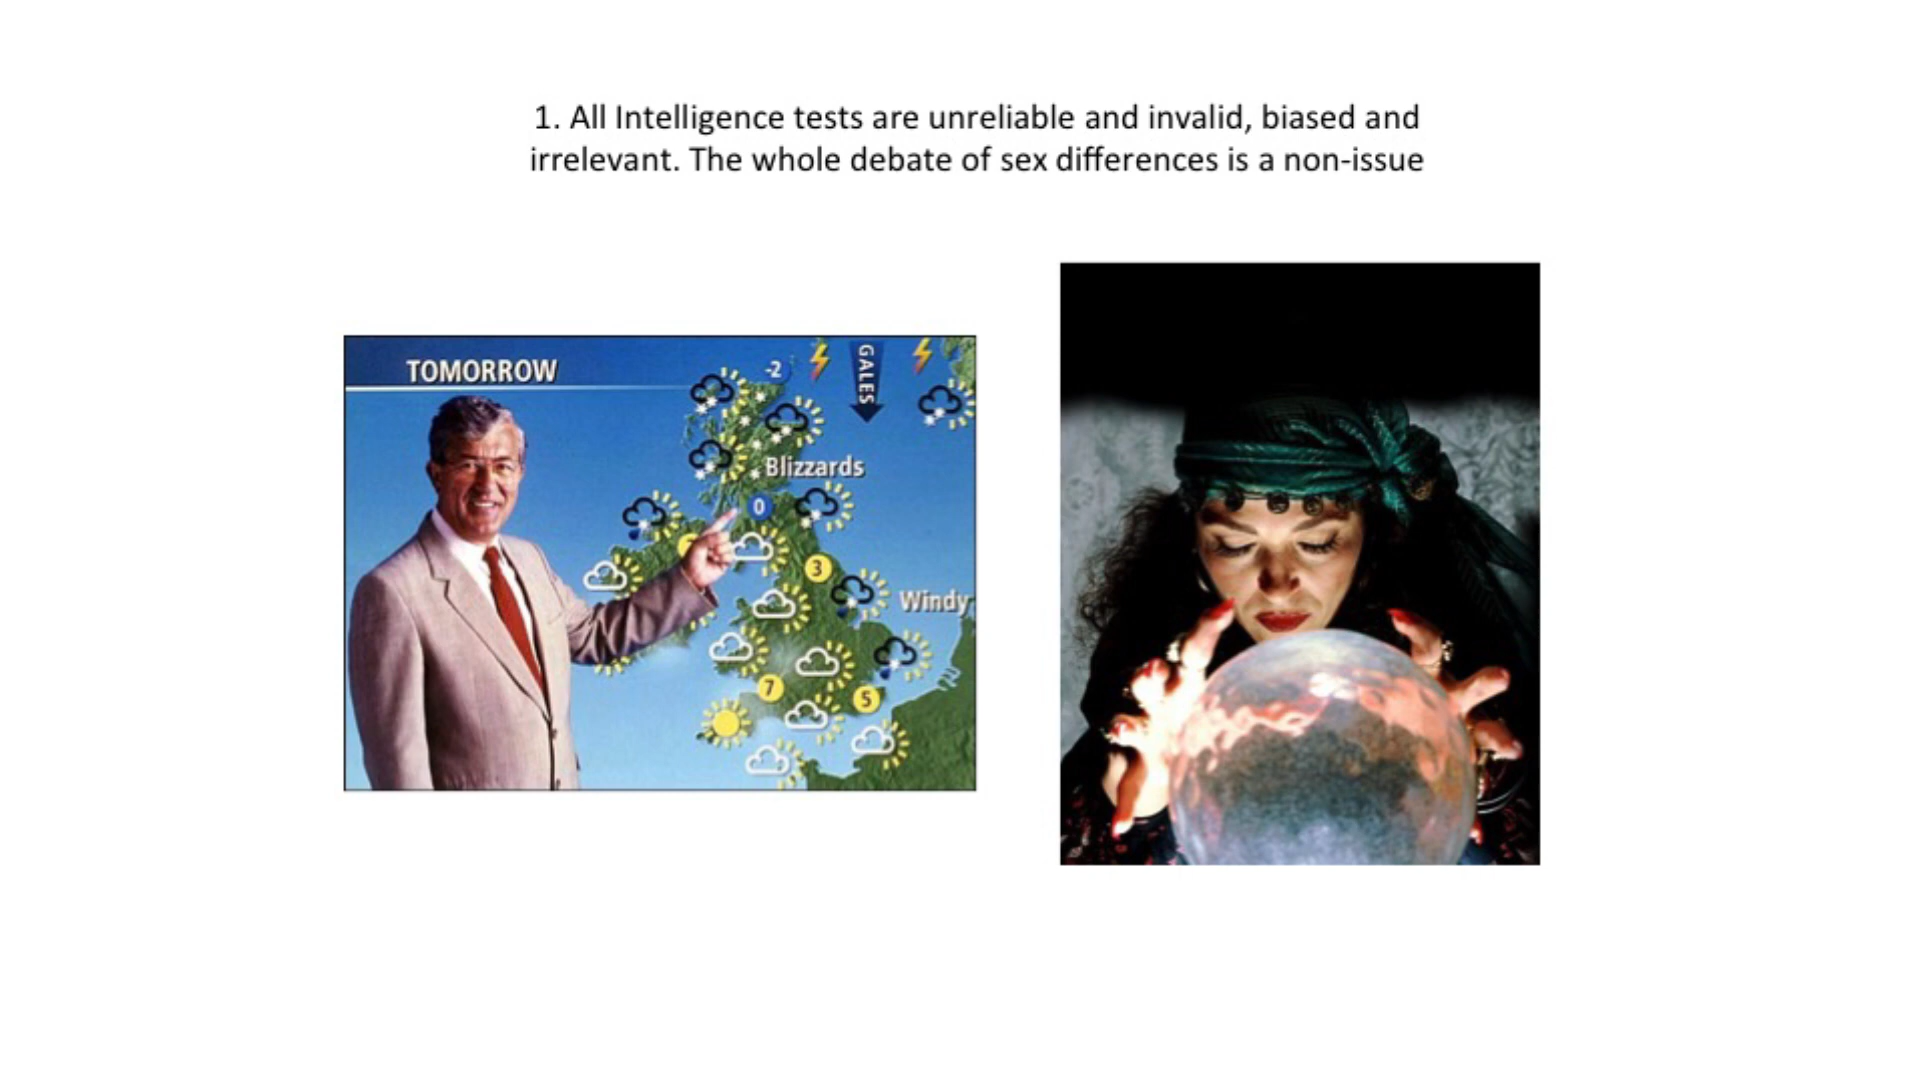 1. All Intelligence tests are unreliable and invalid, biased and
irrelevant. The whole debate of sex differences is a non-issue
TOMORROW
-2
GALES
Blizzards
0
3
Windy
7
5